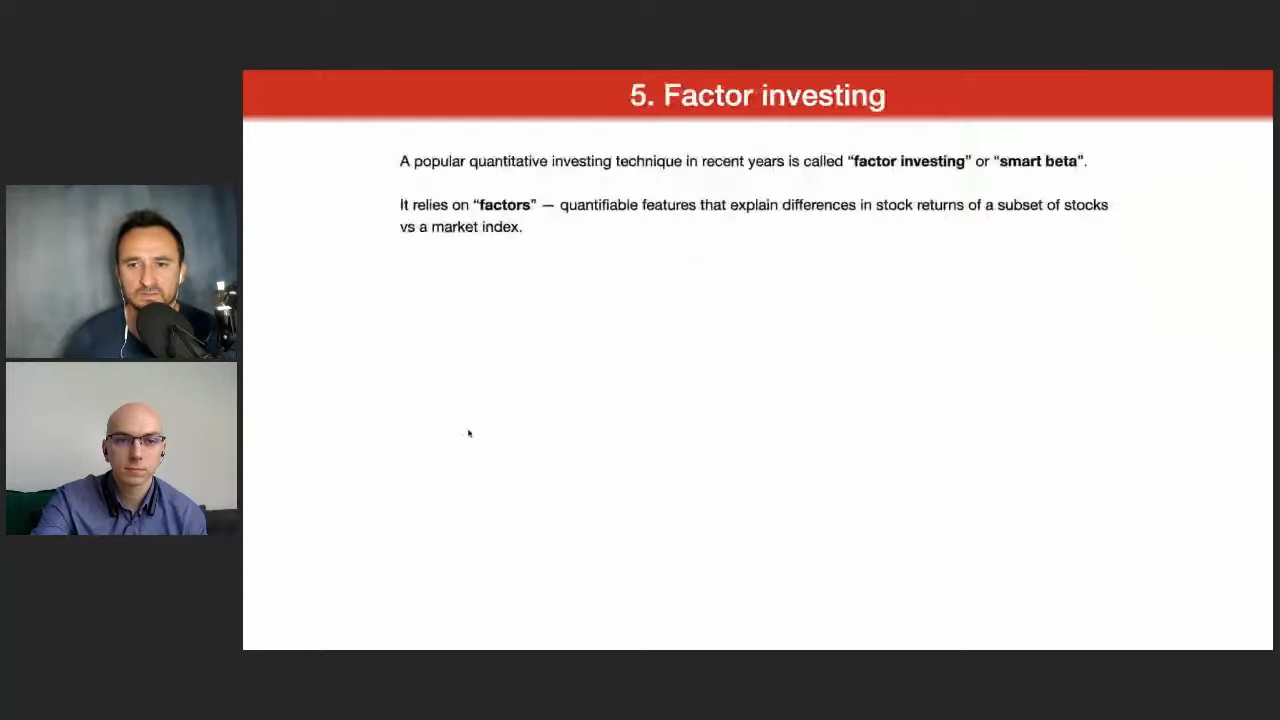 5. Factor investing
A popular quantitative investing technique in recent years is called “factor investing” or “smart beta”.
It relies on “factors” — quantifiable features that explain differences in stock returns of a subset of stocks
vs a market index.